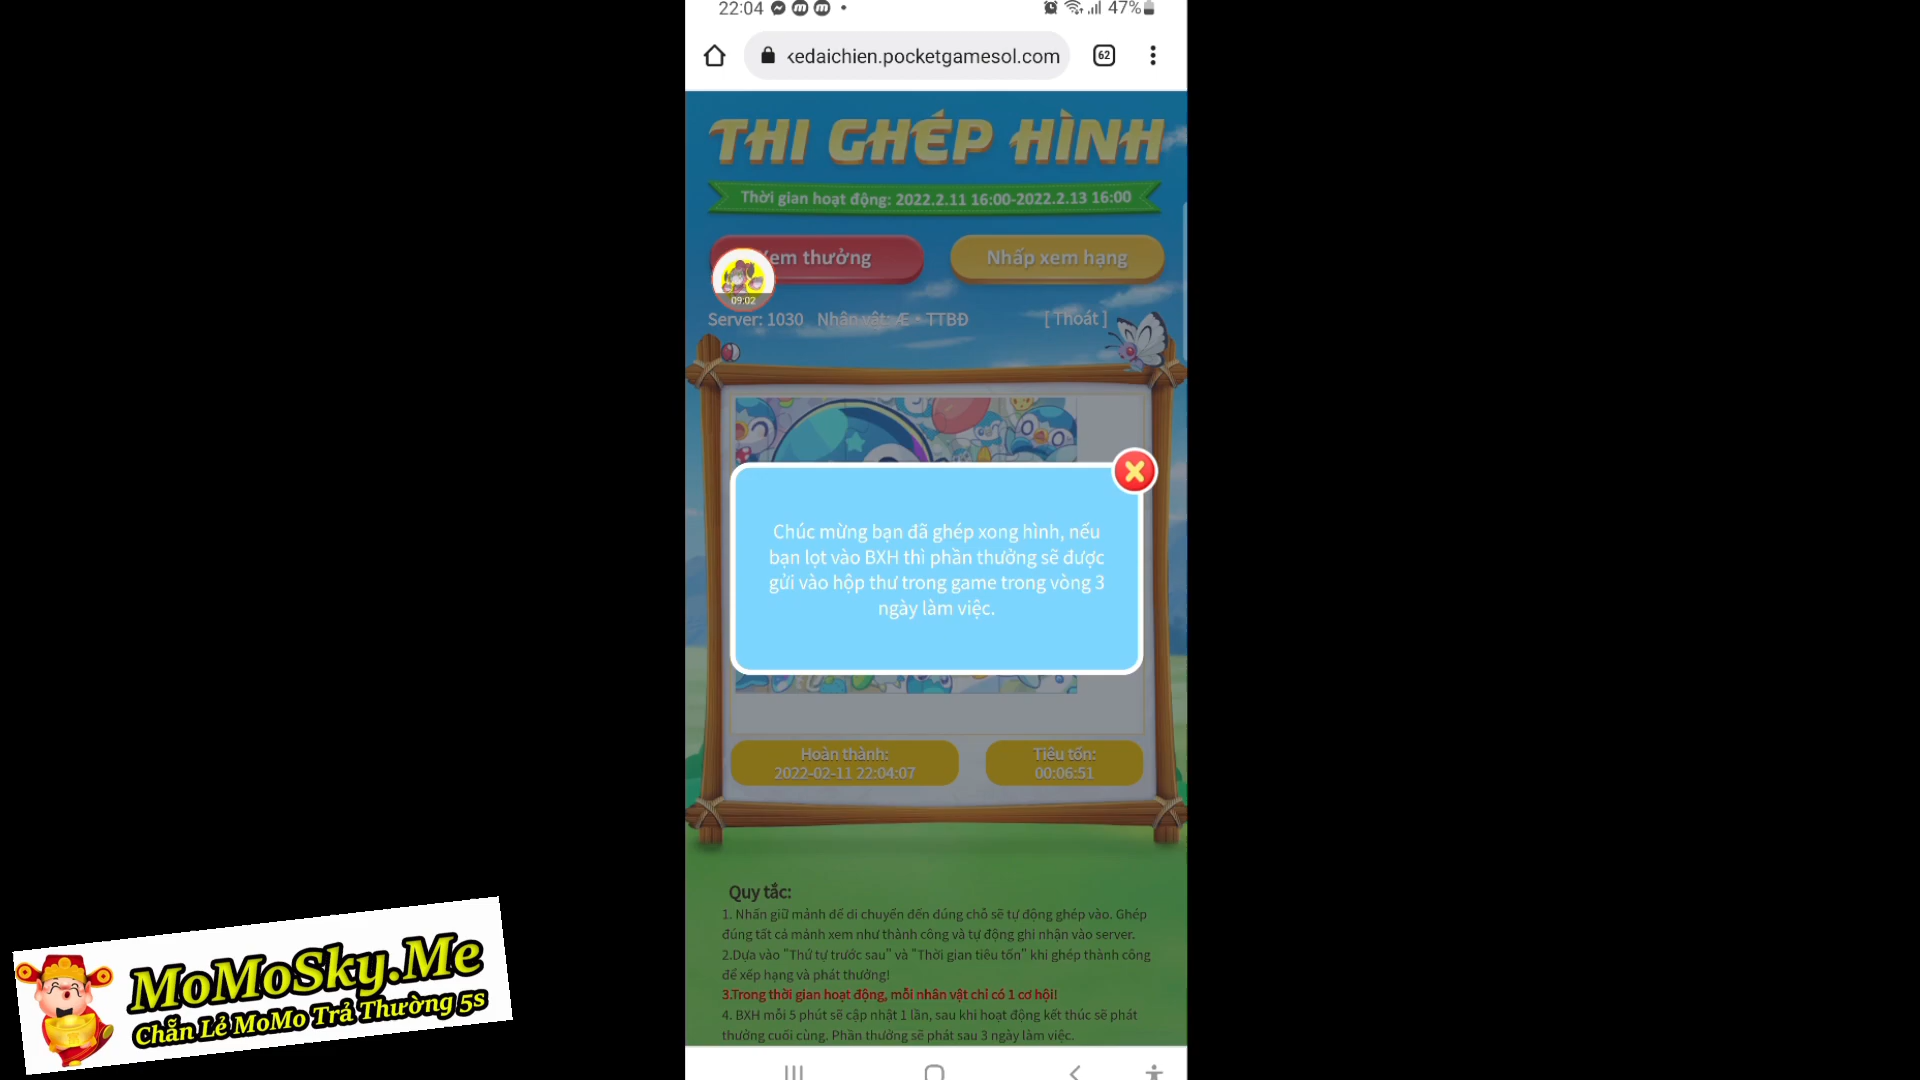 22:04
47%
kedaichien.pocketgamesol.com
62
THI GHÉP HÌNH
Thời gian hoạt động: 2022.2.11 16:00-2022.2.13 16:00
Xem thưởng
Nhấp xem hạng
09:02
Server: 1030 Nhân vật: Æ・TTBĐ [ Thoát ]
Chúc mừng bạn đã ghép xong hình, nếu
bạn lọt vào BXH thì phần thưởng sẽ được
gửi vào hộp thư trong game trong vòng 3
ngày làm việc.
Hoàn thành:
2022-02-11 22:04:07
Tiêu tốn:
00:06:51
Quy tắc:
1. Nhấn giữ mảnh để di chuyển đến đúng chỗ sẽ tự động ghép vào. Ghép
đúng tất cả mảnh xem như thành công và tự động ghi nhận vào server.
2.Dựa vào "Thứ tự trước sau" và "Thời gian tiêu tốn" khi ghép thành công
để xếp hạng và phát thưởng!
3.Trong thời gian hoạt động, mỗi nhân vật chỉ có 1 cơ hội!
4. BXH mỗi 5 phút sẽ cập nhật 1 lần, sau khi hoạt động kết thúc sẽ phát
thưởng cuối cùng. Phần thưởng sẽ phát sau 3 ngày làm việc.
MoMoSky.Me
Chẵn Lẻ MoMo Trả Thường 5s